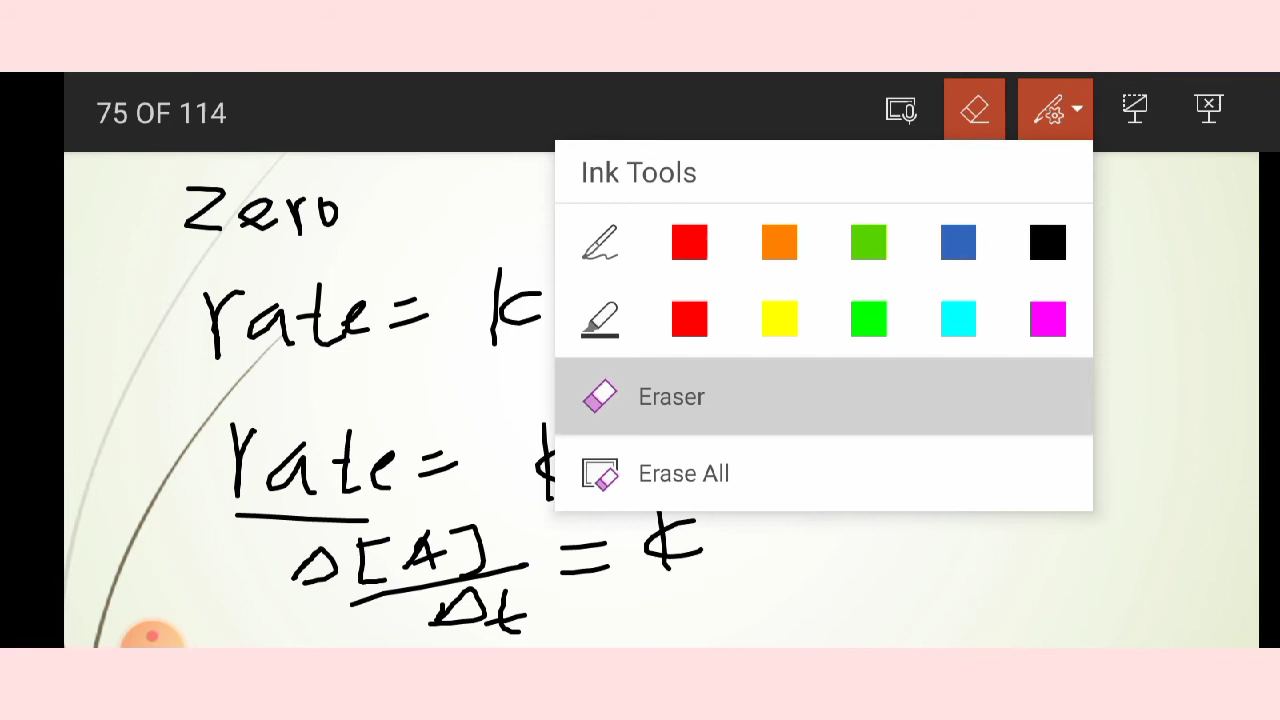 75 OF 114
Ink Tools
Eraser
Erase All
Zero
rate = k
rate =
Δ[A]/Δt = k